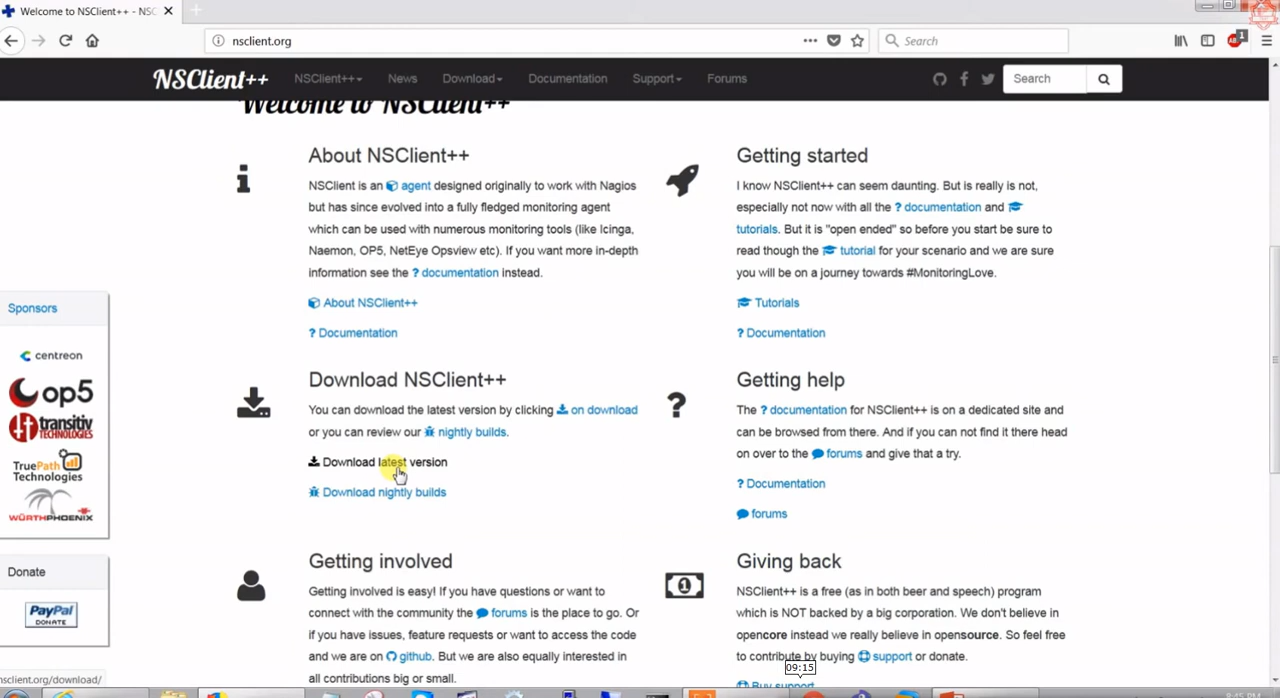 Welcome to NSClient++ - NSC
nsclient.org
Search
1
NSClient++
NSClient++
News
Download
Documentation
Support
Forums
Search
Welcome to NSClient++
About NSClient++
NSClient is an agent designed originally to work with Nagios
but has since evolved into a fully fledged monitoring agent
which can be used with numerous monitoring tools (like Icinga,
Naemon, OP5, NetEye Opsview etc). If you want more in-depth
information see the ? documentation instead.
About NSClient++
? Documentation
Getting started
I know NSClient++ can seem daunting. But is really is not,
especially not now with all the ? documentation and
tutorials. But it is "open ended" so before you start be sure to
read though the tutorial for your scenario and we are sure
you will be on a journey towards #MonitoringLove.
Tutorials
? Documentation
Sponsors
centreon
op5
transitiv
TECHNOLOGIES
TruePath
Technologies
WÜRTHPHOENIX
Donate
PayPal
DONATE
Download NSClient++
You can download the latest version by clicking on download
or you can review our nightly builds.
Download latest version
Download nightly builds
Getting help
The ? documentation for NSClient++ is on a dedicated site and
can be browsed from there. And if you can not find it there head
on over to the forums and give that a try.
? Documentation
forums
Getting involved
Getting involved is easy! If you have questions or want to
connect with the community the forums is the place to go. Or
if you have issues, feature requests or want to access the code
and we are on github. But we are also equally interested in
all contributions big or small.
Giving back
NSClient++ is a free (as in both beer and speech) program
which is NOT backed by a big corporation. We don't believe in
opencore instead we really believe in opensource. So feel free
to contribute by buying support or donate.
Buy support
09:15
nsclient.org/download/